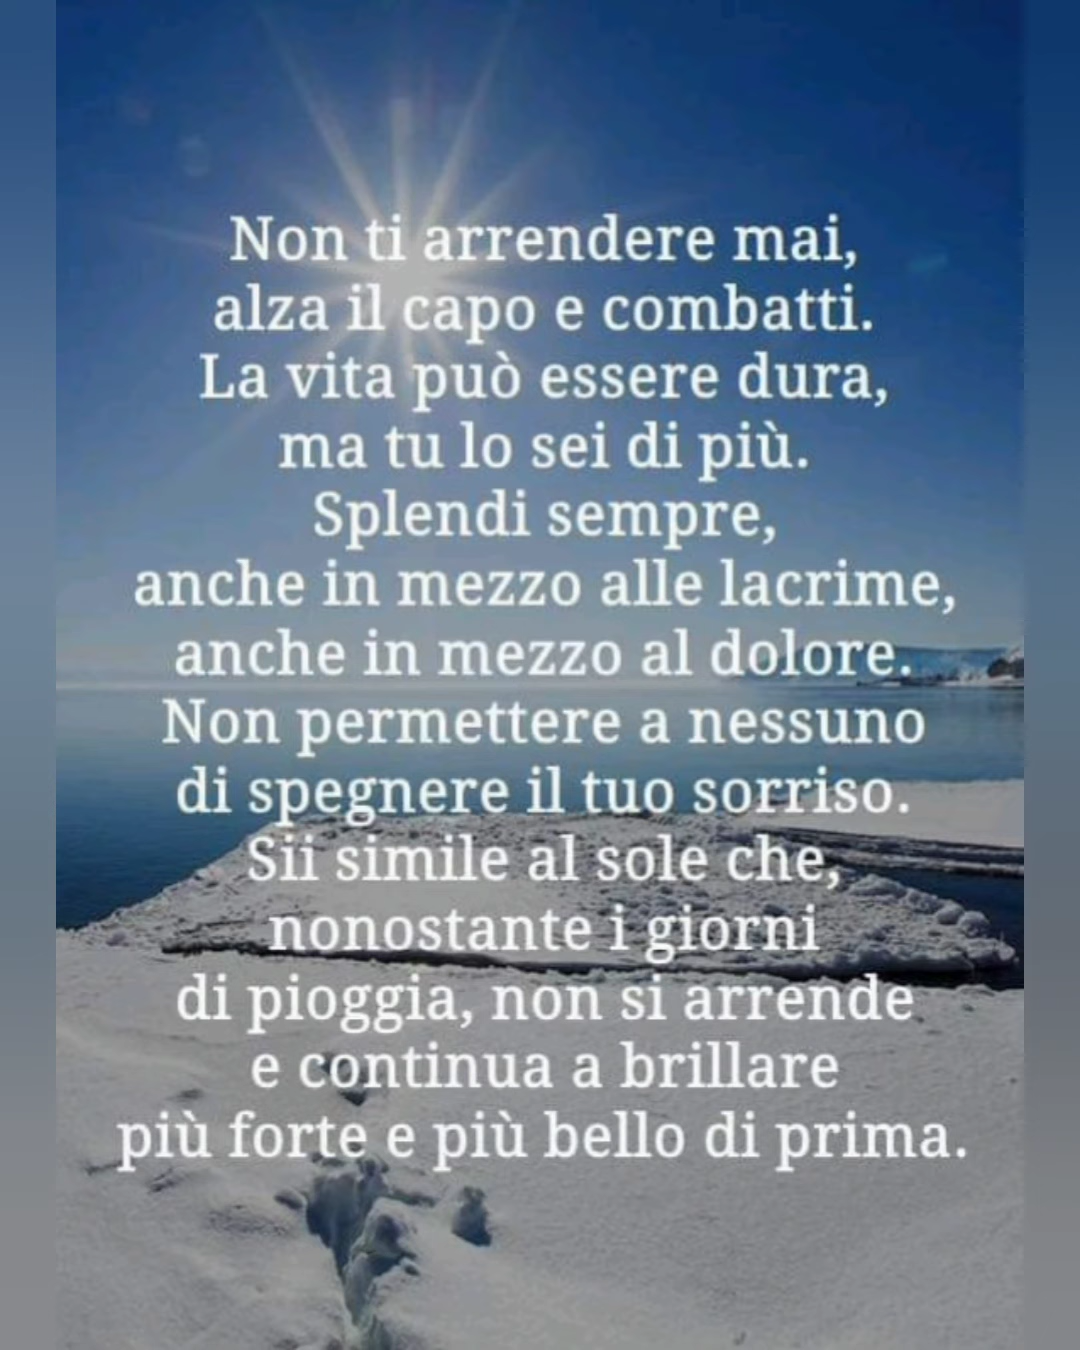 Non ti arrendere mai,
alza il capo e combatti.
La vita può essere dura,
ma tu lo sei di più.
Splendi sempre,
anche in mezzo alle lacrime,
anche in mezzo al dolore.
Non permettere a nessuno
di spegnere il tuo sorriso.
Sii simile al sole che,
nonostante i giorni
di pioggia, non si arrende
e continua a brillare
più forte e più bello di prima.